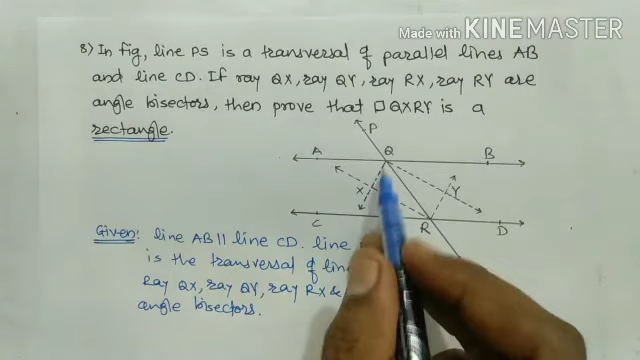 Made with KINEMASTER
8) In fig, line PS is a transversal of parallel lines AB
and line CD. If ray QX, ray QY, ray RX, ray RY are
angle bisectors, then prove that □ QXRY is a
rectangle.
P
A Q B
X Y
C R D
Given: line AB || line CD. line
is the transversal of
Ray QX, ray QY, ray RX &
angle bisectors.